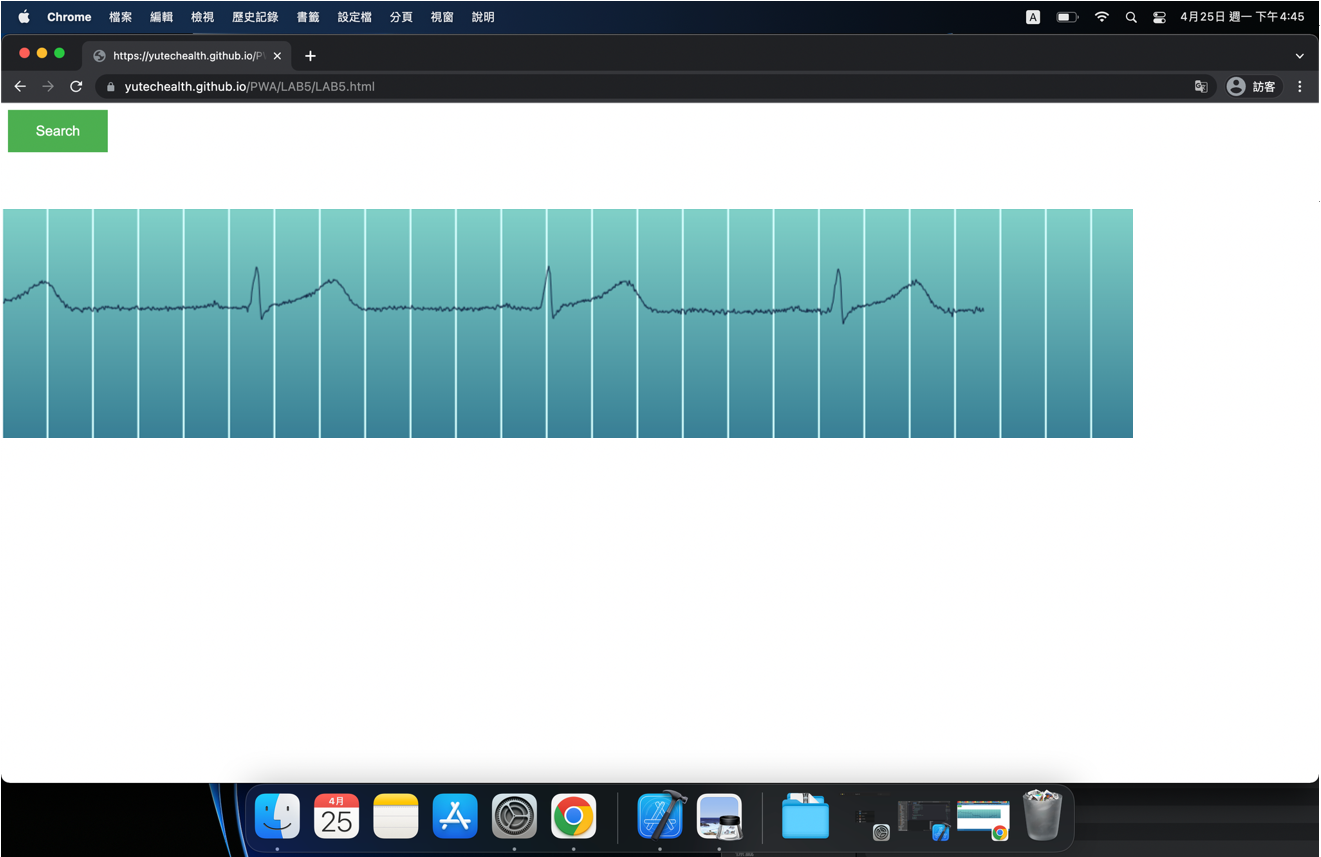 Chrome 檔案 編輯 檢視 歷史記錄 書籤 設定檔 分頁 視窗 說明 A 4月25日 週一 下午4:45
https://yutechealth.github.io/P
yutechealth.github.io/PWA/LAB5/LAB5.html 訪客
Search
4月
25